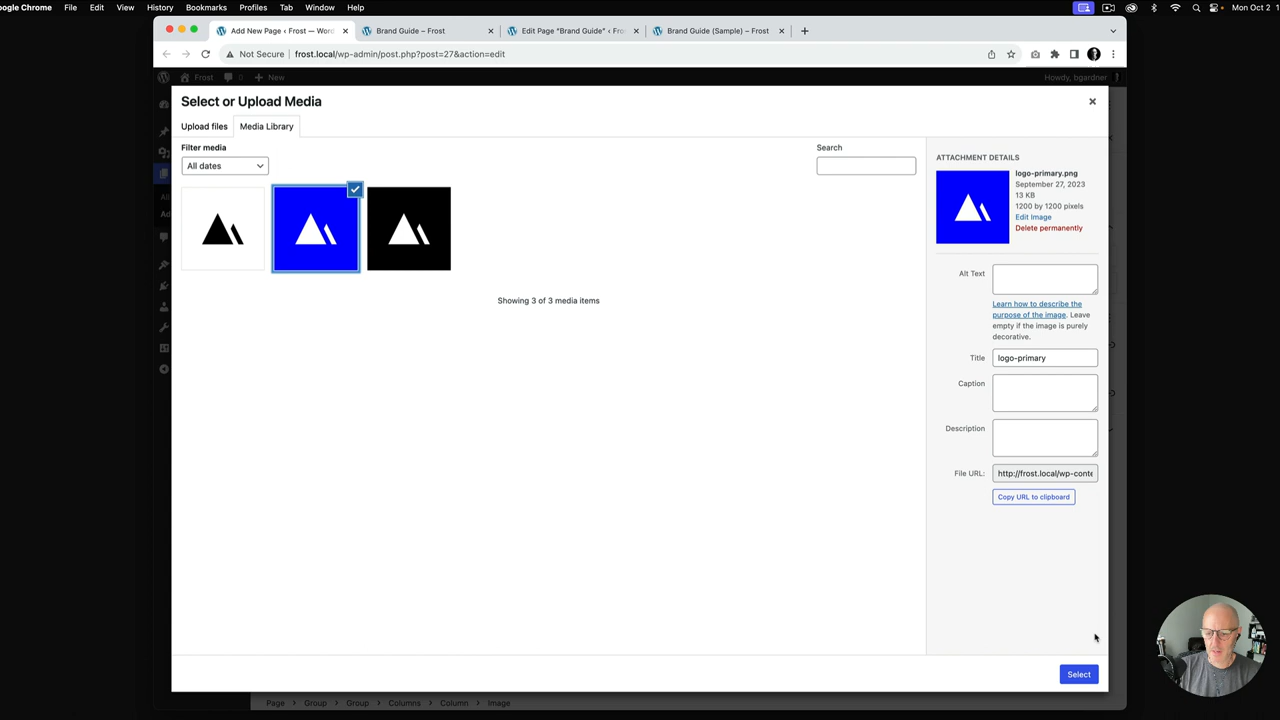 oogle Chrome File Edit View History Bookmarks Profiles Tab Window Help Mon Oct 2 1
Add New Page ‹ Frost — Word Brand Guide – Frost Edit Page "Brand Guide" ‹ Fro Brand Guide (Sample) – Frost
Not Secure frost.local/wp-admin/post.php?post=27&action=edit
Frost 0 New Howdy, bgardner
Select or Upload Media
Upload files Media Library
Filter media
All dates
Search
Showing 3 of 3 media items
ATTACHMENT DETAILS
logo-primary.png
September 27, 2023
13 KB
1200 by 1200 pixels
Edit Image
Delete permanently
Alt Text
Learn how to describe the
purpose of the image. Leave
empty if the image is purely
decorative.
Title logo-primary
Caption
Description
File URL: http://frost.local/wp-conte
Copy URL to clipboard
Select
Page Group Group Columns Column Image